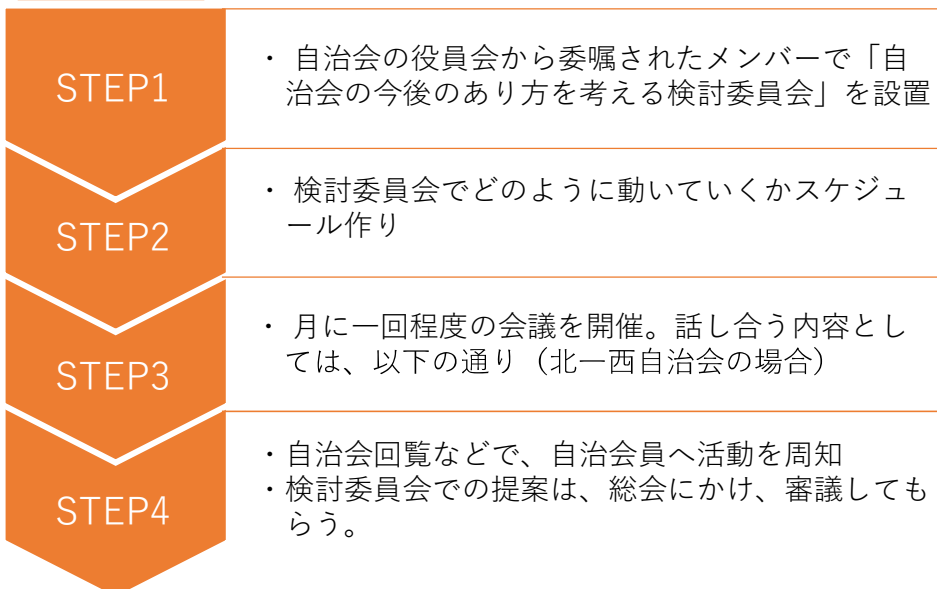 STEP1
・ 自治会の役員会から委嘱されたメンバーで「自
治会の今後のあり方を考える検討委員会」を設置
STEP2
・ 検討委員会でどのように動いていくかスケジュ
ール作り
STEP3
・ 月に一回程度の会議を開催。話し合う内容とし
ては、以下の通り（北一西自治会の場合）
STEP4
・自治会回覧などで、自治会員へ活動を周知
・検討委員会での提案は、総会にかけ、審議しても
らう。